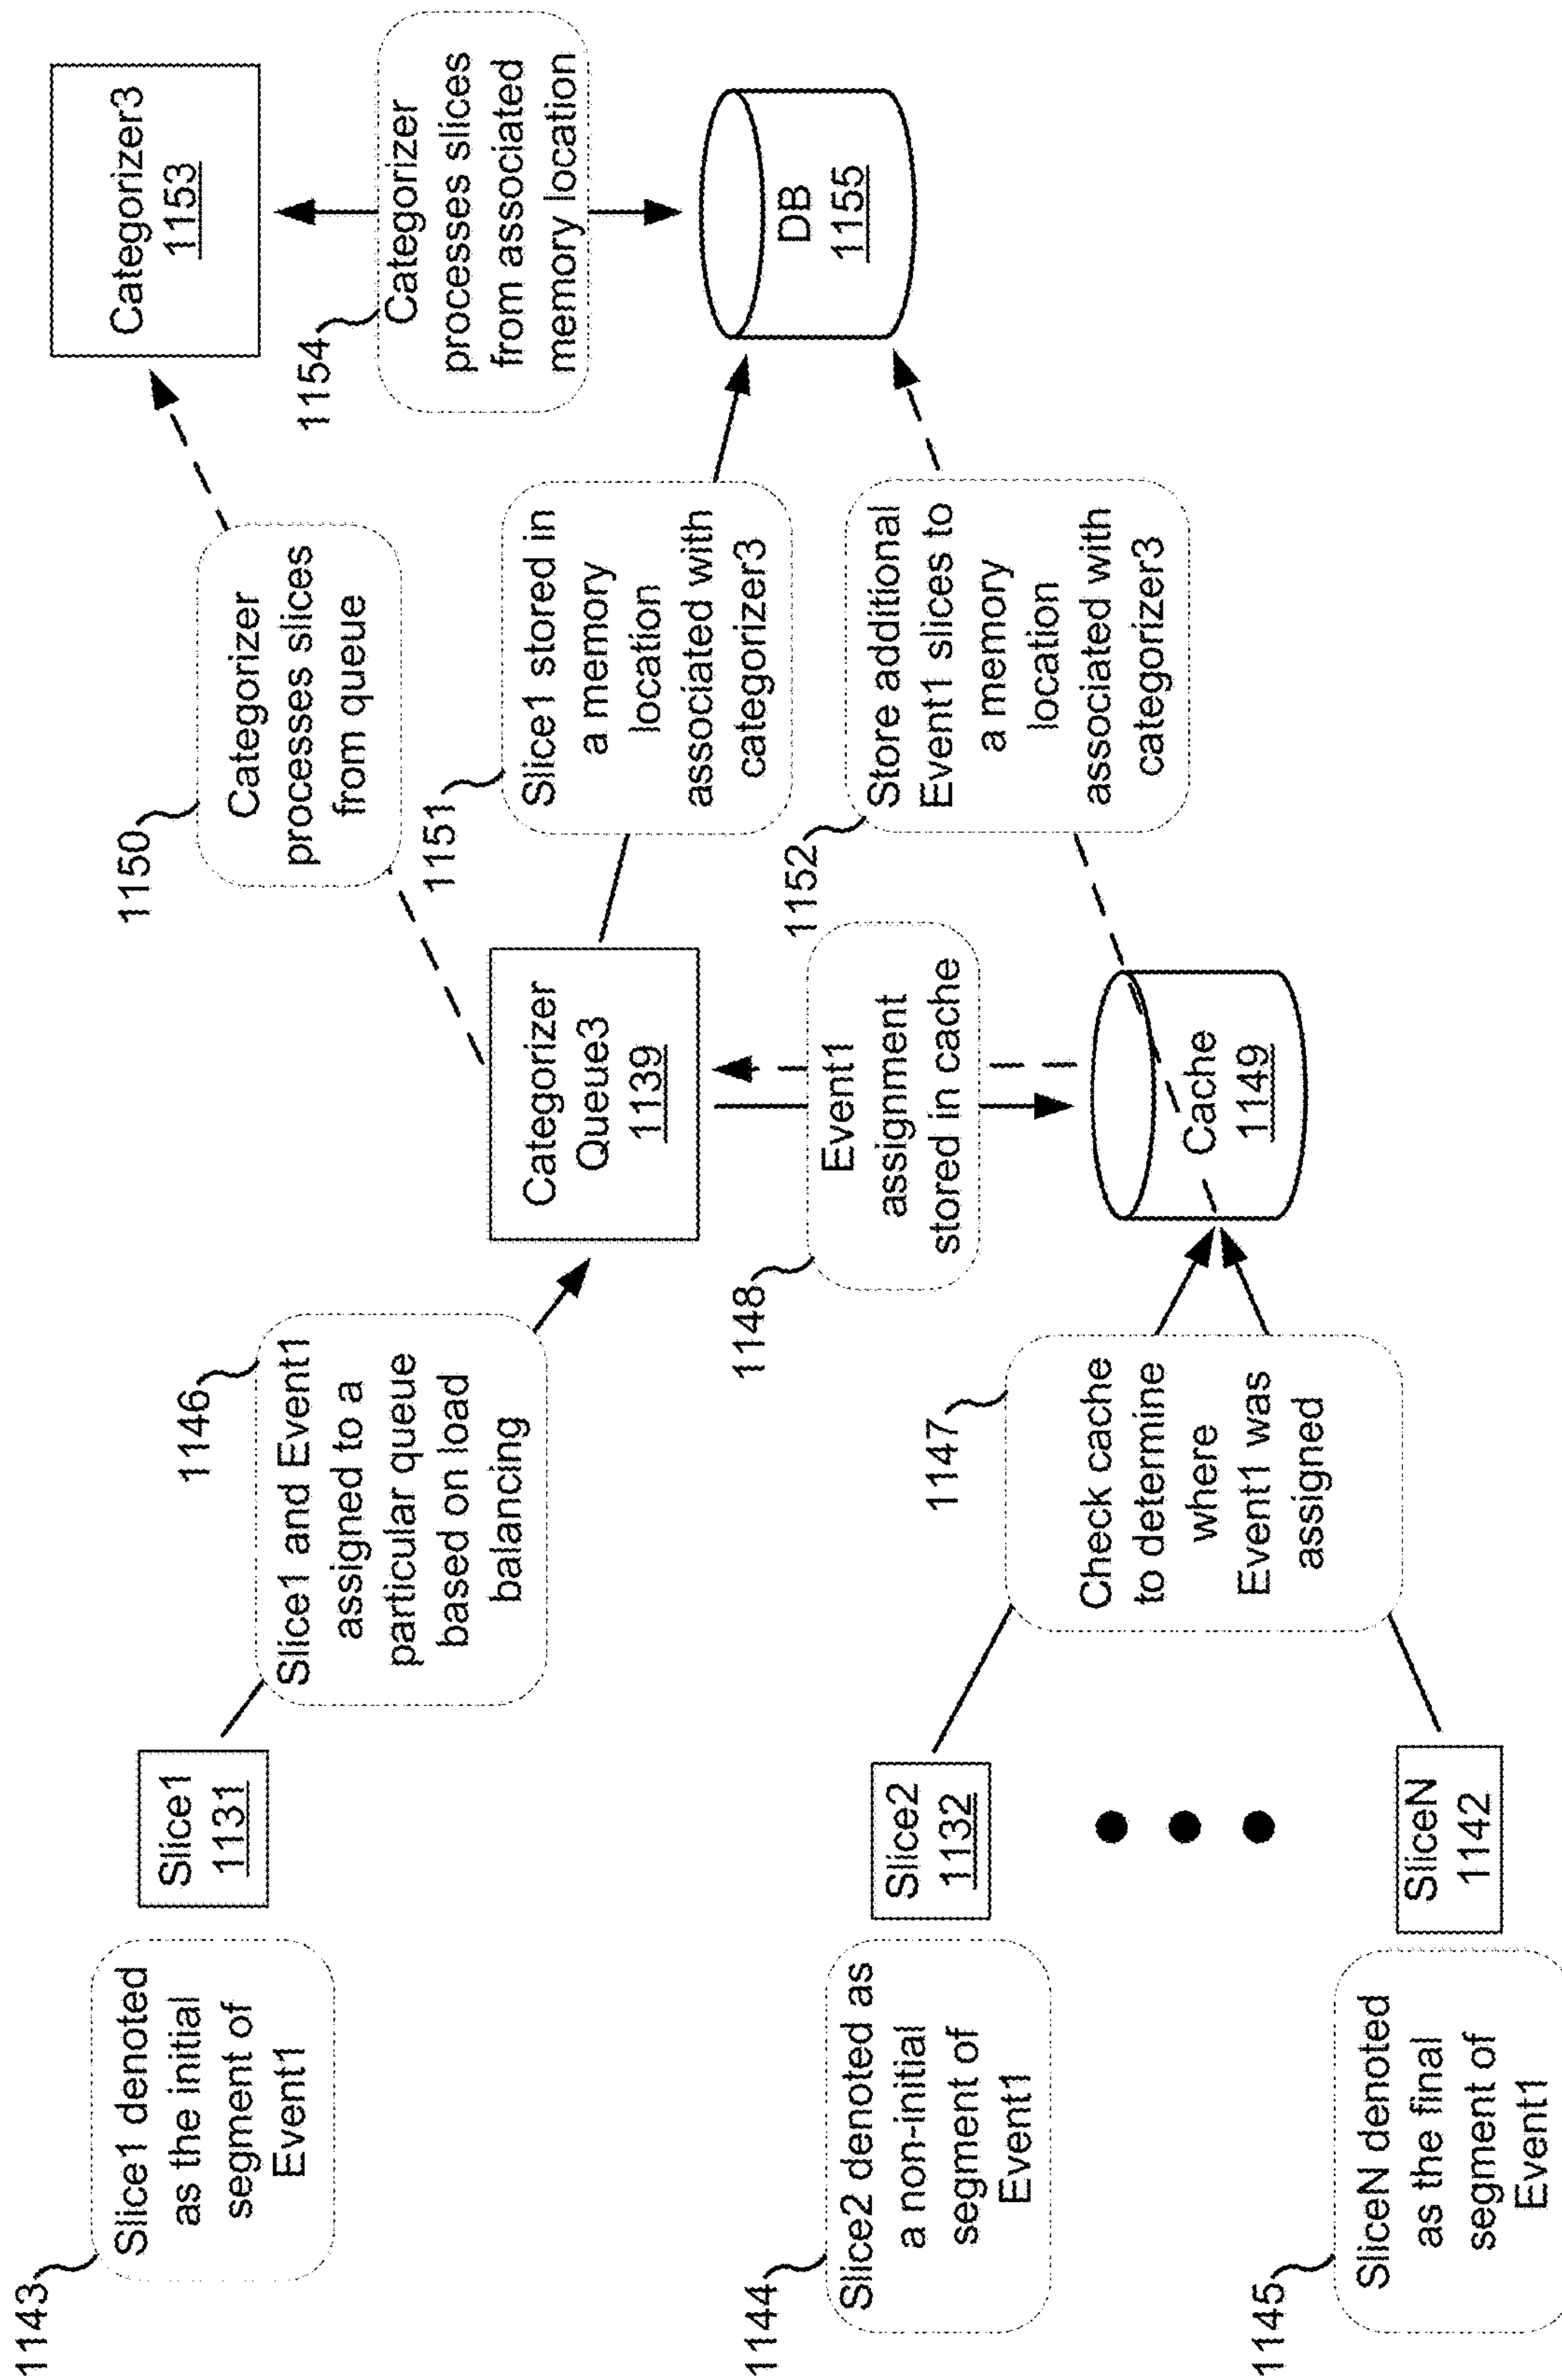 1143
Slice1 denoted
as the initial
segment of
Event1
Slice1
1131
1146
Slice1 and Event1
assigned to a
particular queue
based on load
balancing
1144
Slice2 denoted as
a non-initial
segment of
Event1
Slice2
1132
1145
SliceN denoted
as the final
segment of
Event1
SliceN
1142
1147
Check cache
to determine
where
Event1 was
assigned
Categorizer
Queue3
1139
1148
Event1
assignment
stored in cache
Cache
1149
1150
Categorizer
processes slices
from queue
1151
Slice1 stored in
a memory
location
associated with
categorizer3
1152
Store additional
Event1 slices to
a memory
location
associated with
categorizer3
Categorizer3
1153
1154
Categorizer
processes slices
from associated
memory location
DB
1155